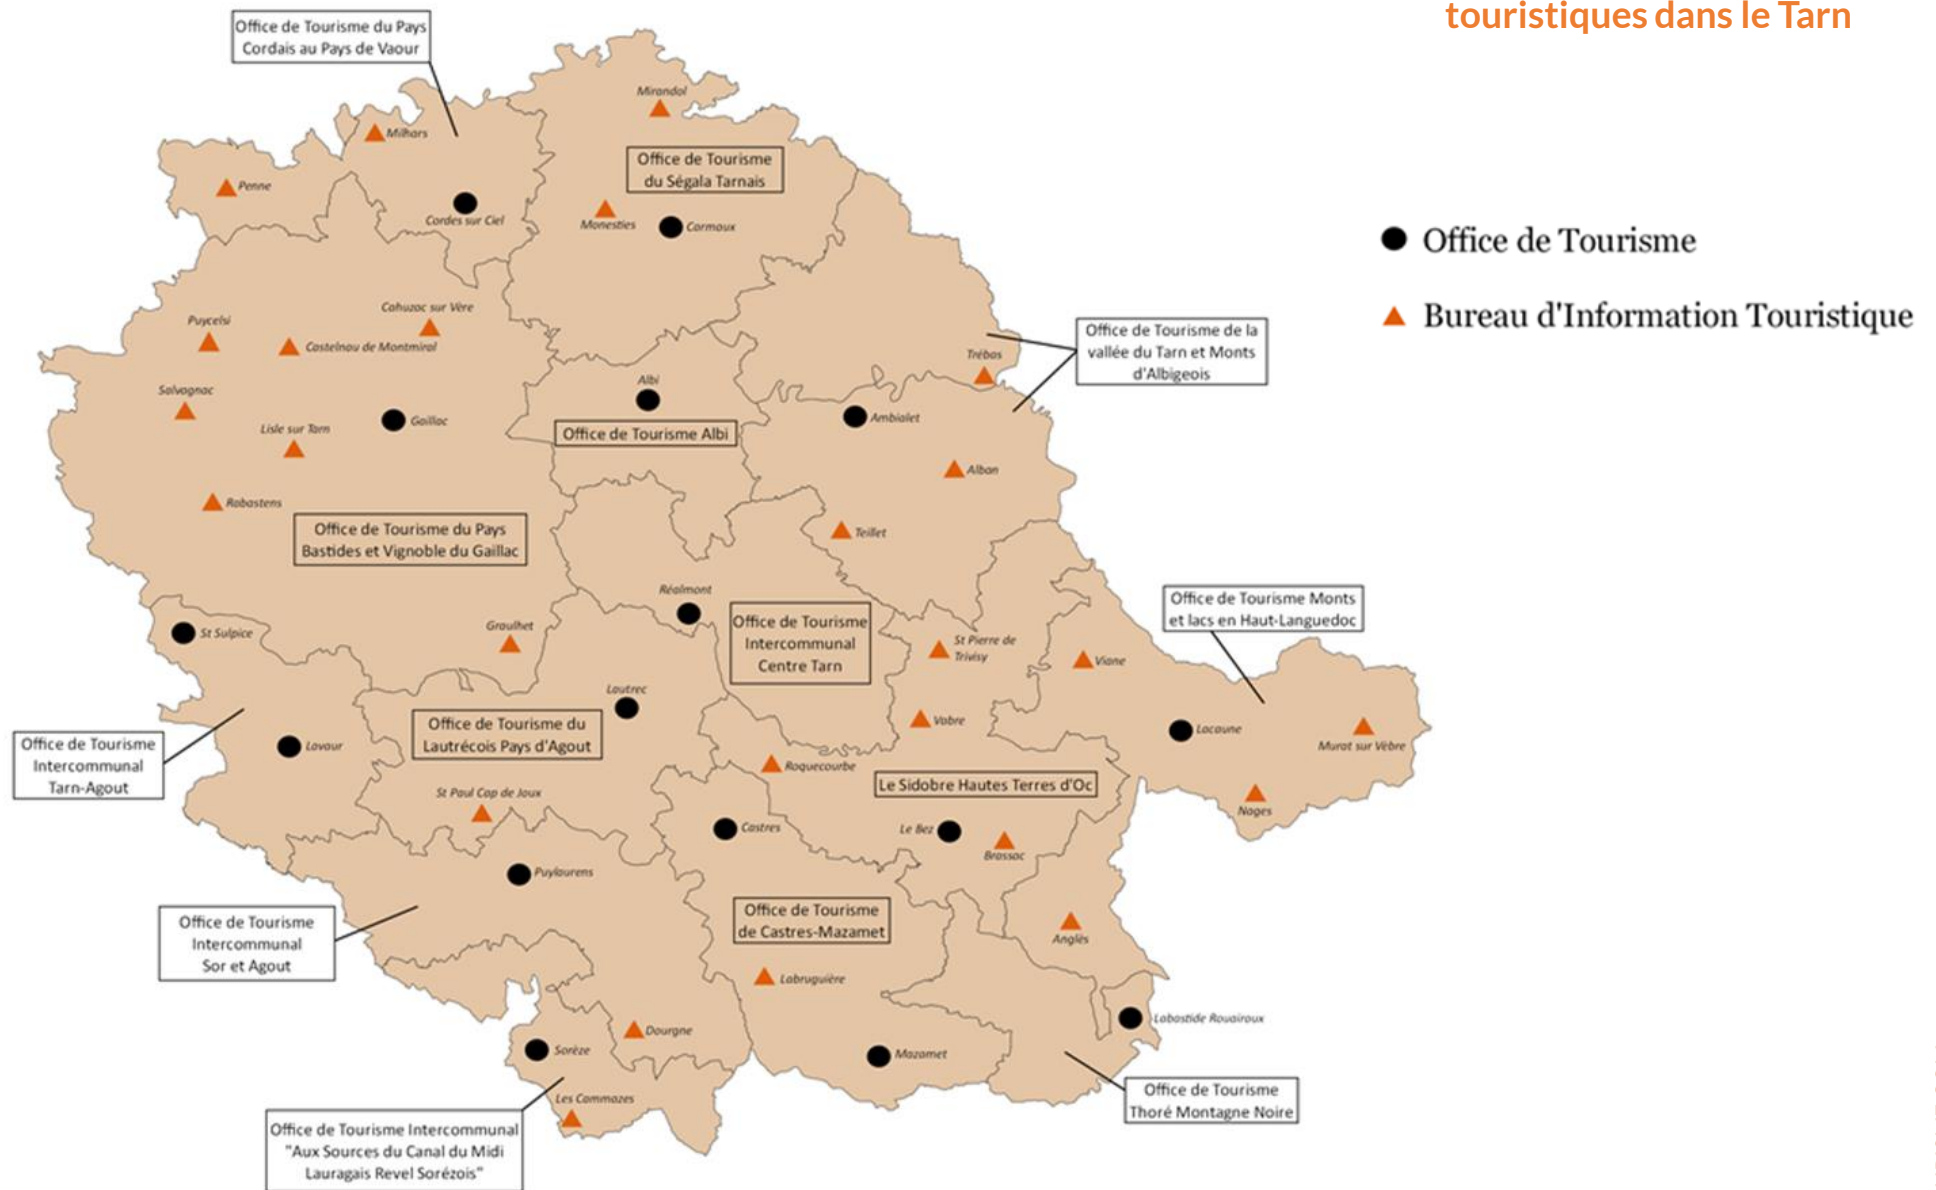 touristiques dans le Tarn
Office de Tourisme du Pays
Cordais au Pays de Vaour
Mirandol
Milhars
Office de Tourisme
du Ségala Tarnais
Penne
Cordes sur Ciel
Monesties
Carmaux
Office de Tourisme
Bureau d'Information Touristique
Cahuzac sur Vère
Puycelsi
Castelnau de Montmiral
Office de Tourisme de la
vallée du Tarn et Monts
d'Albigeois
Trébas
Salvagnac
Albi
Gaillac
Ambialet
Lisle sur Tarn
Office de Tourisme Albi
Alban
Rabastens
Office de Tourisme du Pays
Bastides et Vignoble du Gaillac
Teillet
Réalmont
Office de Tourisme Monts
et lacs en Haut-Languedoc
St Sulpice
Graulhet
Office de Tourisme
Intercommunal
Centre Tarn
St Pierre de
Trivisy
Viane
Lautrec
Office de Tourisme du
Lautrécois Pays d'Agout
Vabre
Lacaune
Murat sur Vèbre
Office de Tourisme
Intercommunal
Tarn-Agout
Lavaur
Roquecourbe
Le Sidobre Hautes Terres d'Oc
St Paul Cap de Joux
Nages
Castres
Le Bez
Brassac
Puylaurens
Office de Tourisme
Intercommunal
Sor et Agout
Office de Tourisme
de Castres-Mazamet
Anglès
Labruguière
Labastide Rouairoux
Dourgne
Sorèze
Mazamet
Les Cammazes
Office de Tourisme
Thoré Montagne Noire
Office de Tourisme Intercommunal
"Aux Sources du Canal du Midi
Lauragais Revel Sorézois"